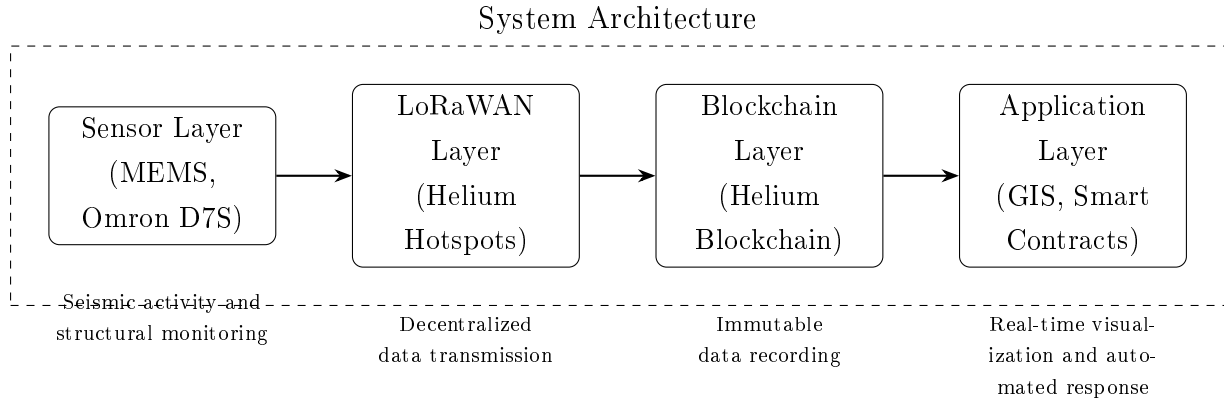 System Architecture
Sensor Layer
(MEMS,
Omron D7S)
LoRaWAN
Layer
(Helium
Hotspots)
Blockchain
Layer
(Helium
Blockchain)
Application
Layer
(GIS, Smart
Contracts)
Seismic activity and
structural monitoring
Decentralized
data transmission
Immutable
data recording
Real-time visual-
ization and auto-
mated response